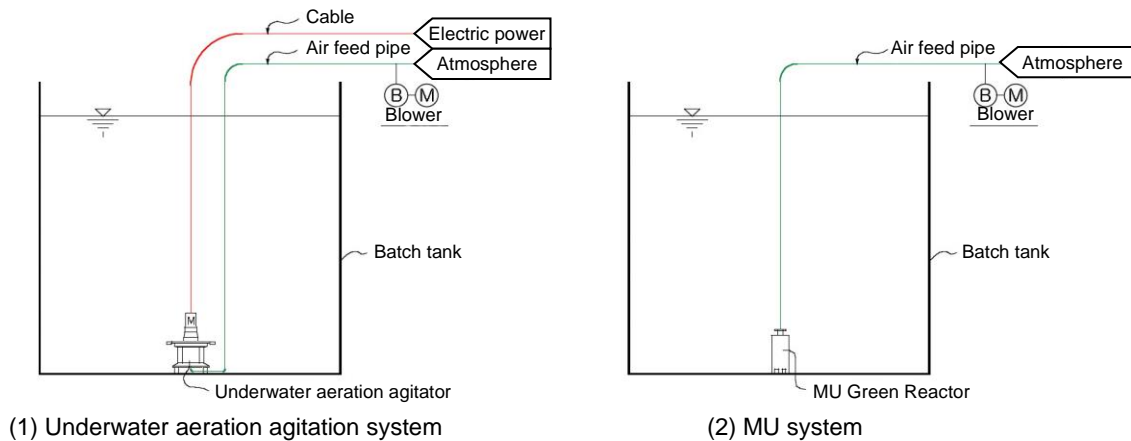 Cable
Electric power
Air feed pipe
Atmosphere
B M
Blower
Batch tank
M
Underwater aeration agitator
(1) Underwater aeration agitation system
Air feed pipe
Atmosphere
B M
Blower
Batch tank
MU Green Reactor
(2) MU system